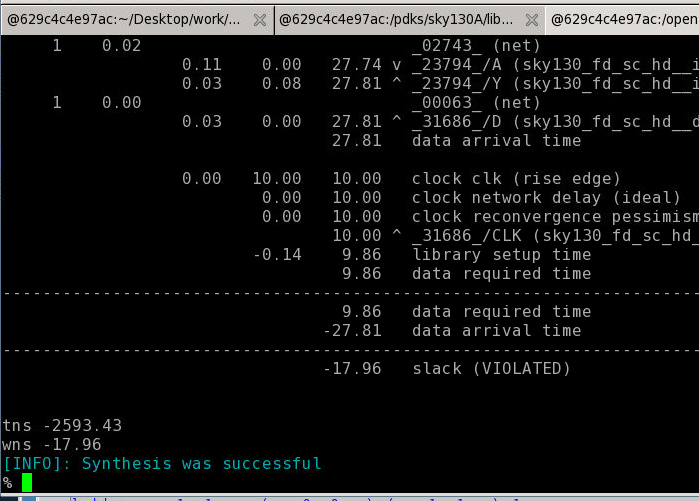 @629c4c4e97ac:~/Desktop/work/... @629c4c4e97ac:/pdks/sky130A/lib... @629c4c4e97ac:/open
1 0.02 _02743_ (net)
0.11 0.00 27.74 v _23794_/A (sky130_fd_sc_hd__i
0.03 0.08 27.81 ^ _23794_/Y (sky130_fd_sc_hd__i
1 0.00 _00063_ (net)
0.03 0.00 27.81 ^ _31686_/D (sky130_fd_sc_hd__d
27.81 data arrival time
0.00 10.00 10.00 clock clk (rise edge)
0.00 10.00 clock network delay (ideal)
0.00 10.00 clock reconvergence pessimism
10.00 ^ _31686_/CLK (sky130_fd_sc_hd_
-0.14 9.86 library setup time
9.86 data required time
---------------------------------------------------------
9.86 data required time
-27.81 data arrival time
---------------------------------------------------------
-17.96 slack (VIOLATED)
tns -2593.43
wns -17.96
[INFO]: Synthesis was successful
%